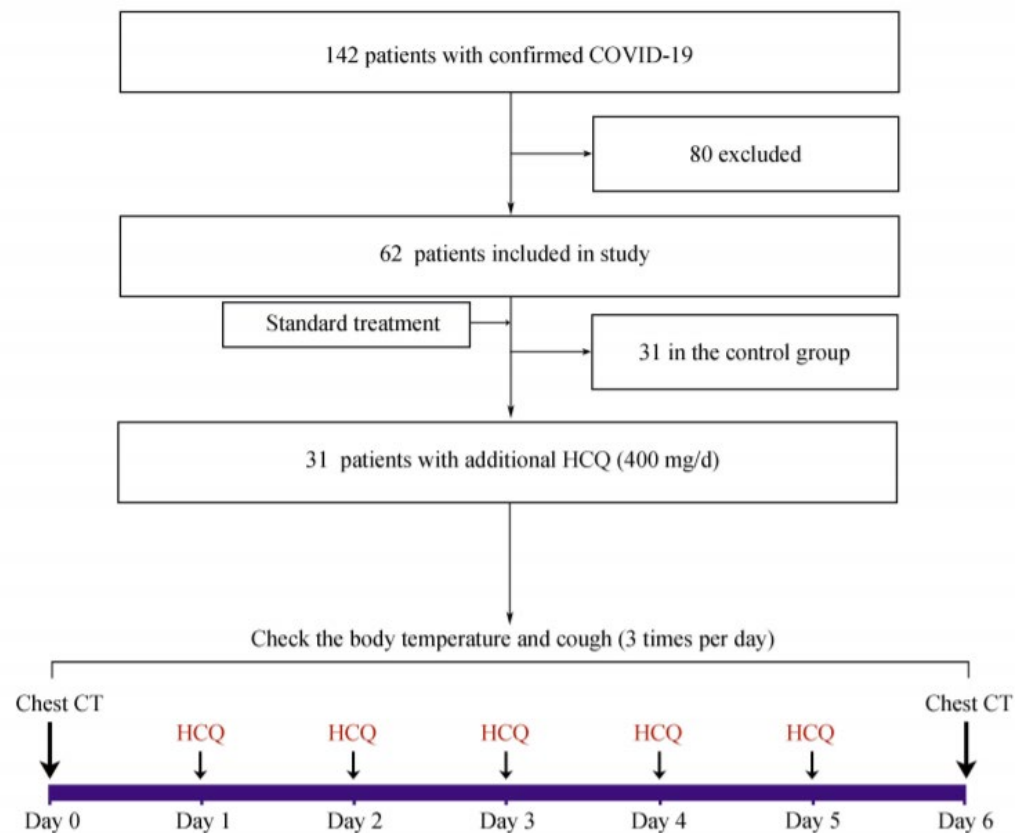 142 patients with confirmed COVID-19
80 excluded
62 patients included in study
Standard treatment
31 in the control group
31 patients with additional HCQ (400 mg/d)
Check the body temperature and cough (3 times per day)
Chest CT
Chest CT
HCQ
HCQ
HCQ
HCQ
HCQ
Day 0
Day 1
Day 2
Day 3
Day 4
Day 5
Day 6